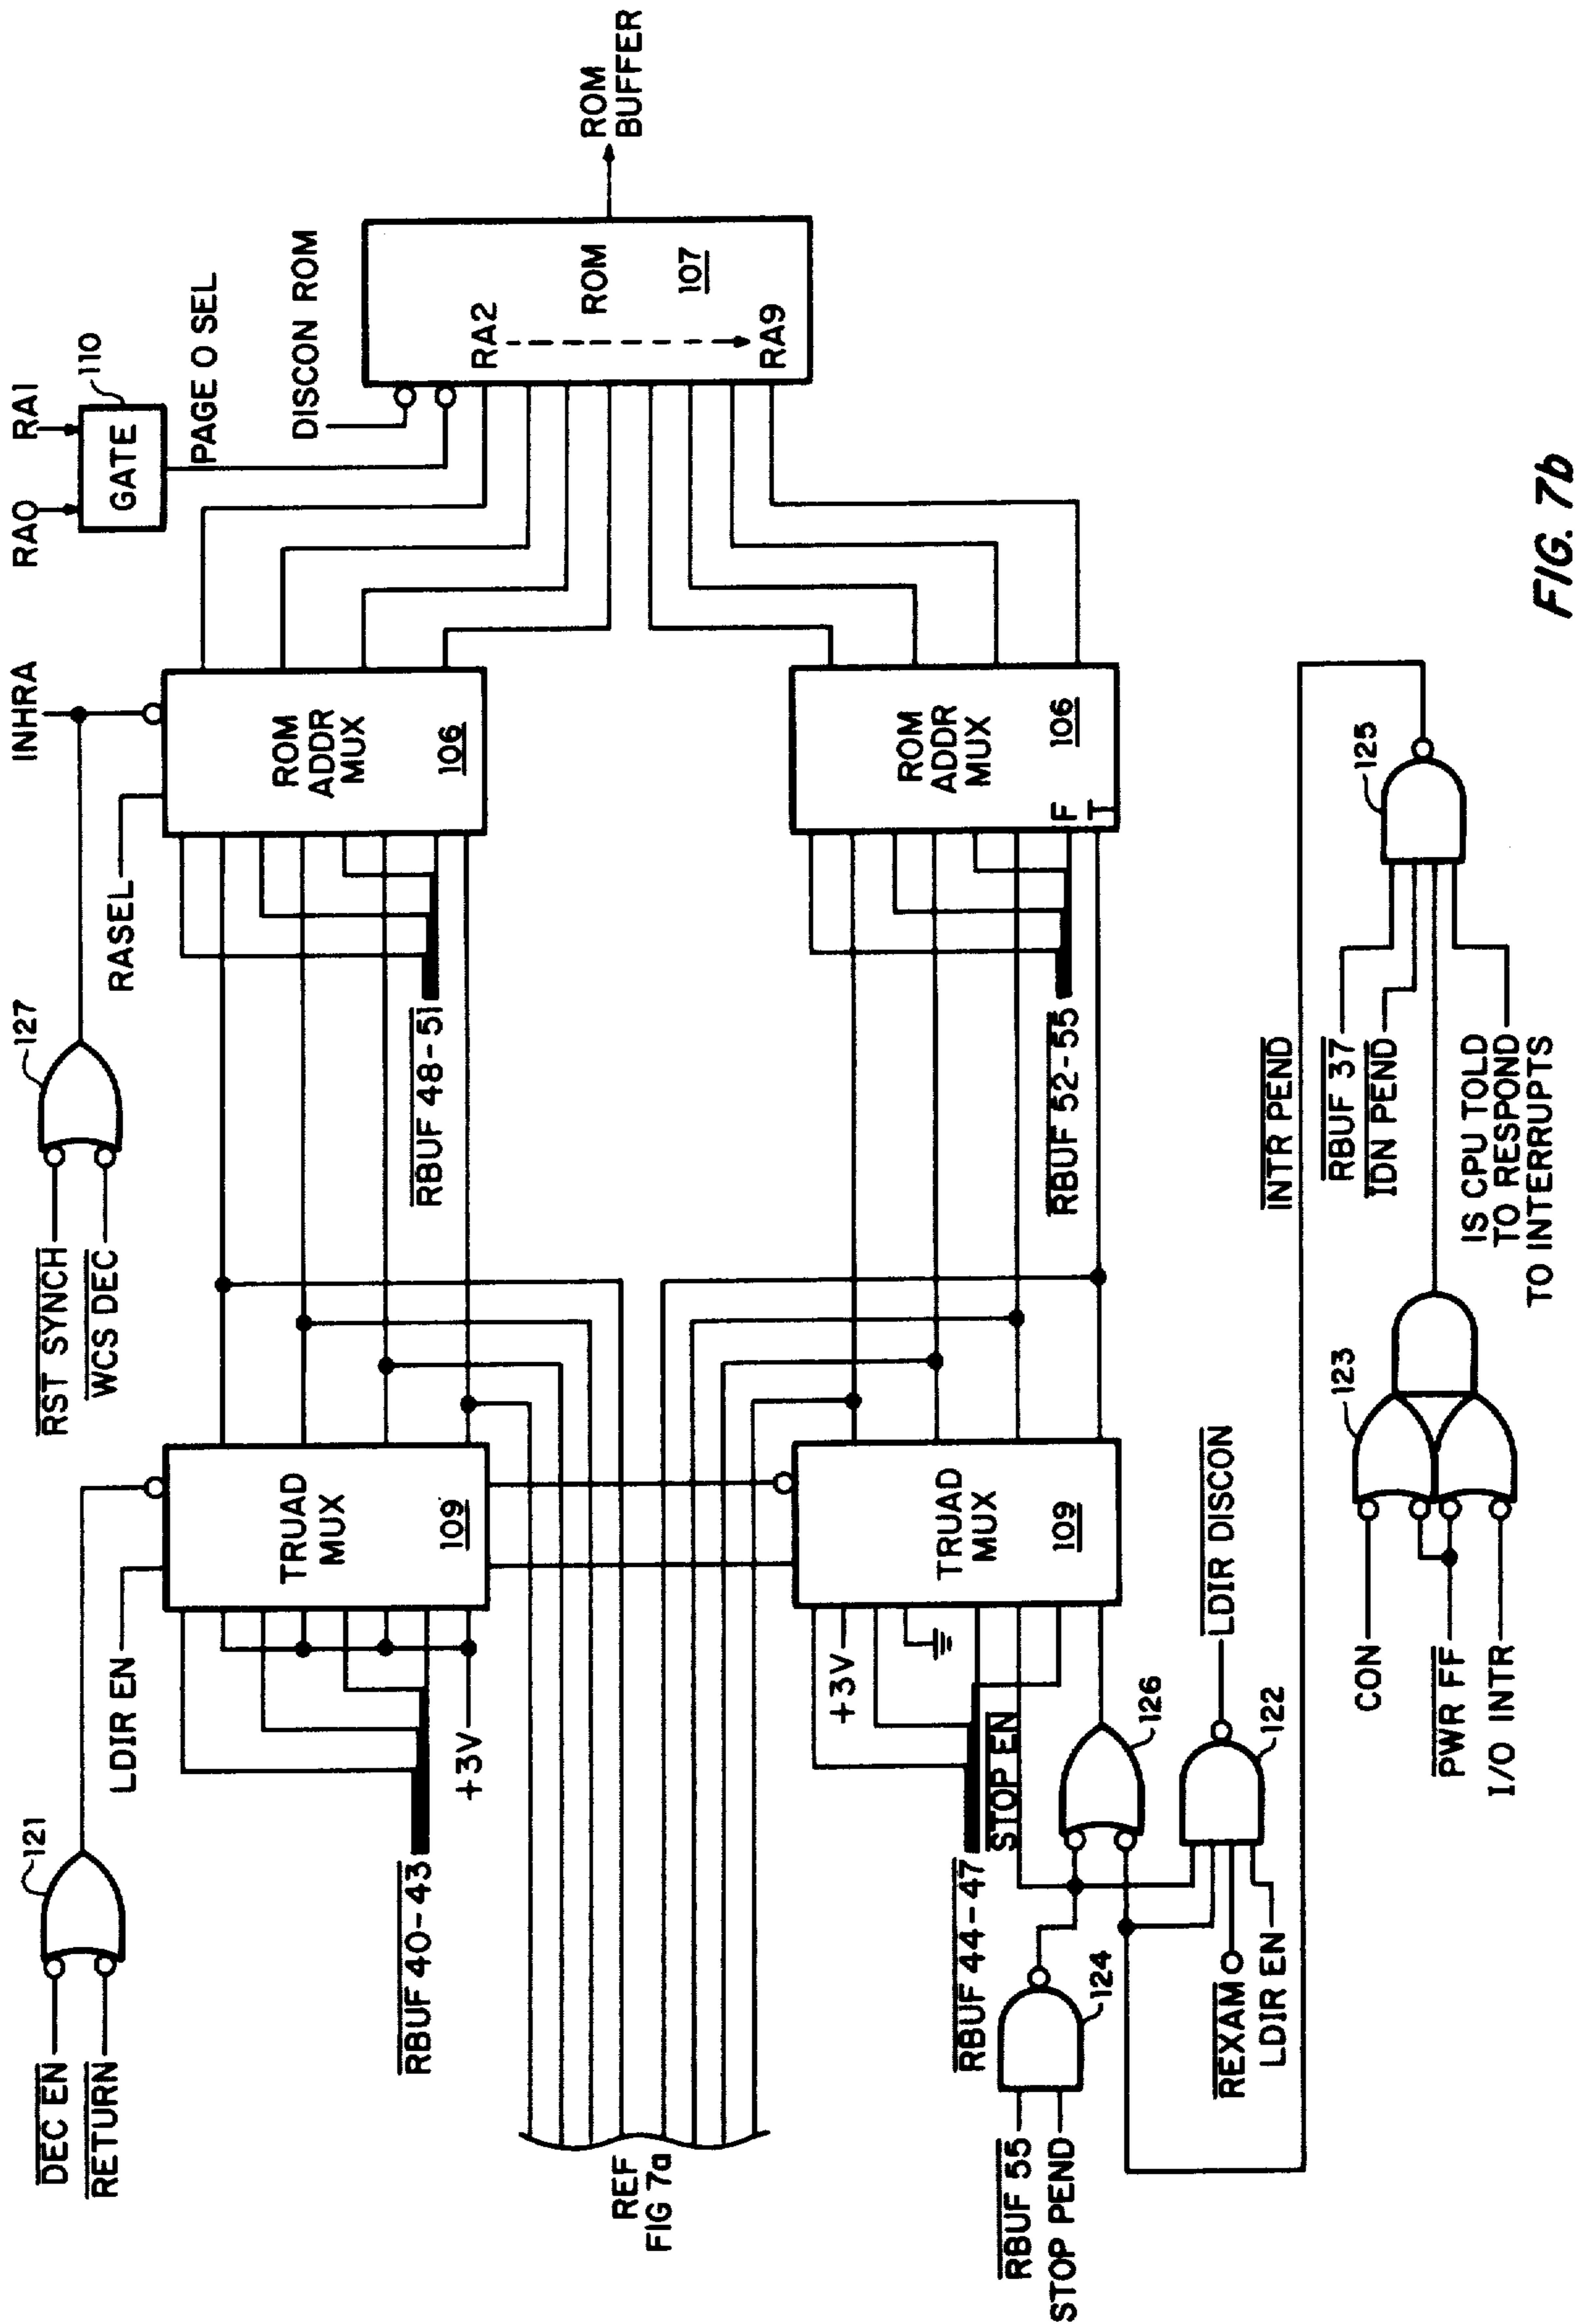 RA0
RA1
110
GATE
PAGE 0 SEL
DISCON ROM
RA2
ROM
107
RA9
ROM
BUFFER
INHRA
RASEL
127
RST SYNCH
WCS DEC
ROM
ADDR
MUX
106
RBUF 48-51
ROM
ADDR
MUX
106
F
T
RBUF 52-55
121
DEC EN
RETURN
LDIR EN
TRUAD
MUX
109
RBUF 40-43
+3V
REF
FIG 7a
TRUAD
MUX
109
+3V
RBUF 44-47
STOP EN
126
LDIR DISCON
122
124
RBUF 55
STOP PEND
REXAM
LDIR EN
INTR PEND
125
RBUF 37
IDN PEND
IS CPU TOLD
TO RESPOND
TO INTERRUPTS
123
CON
PWR FF
I/O INTR
FIG. 7b